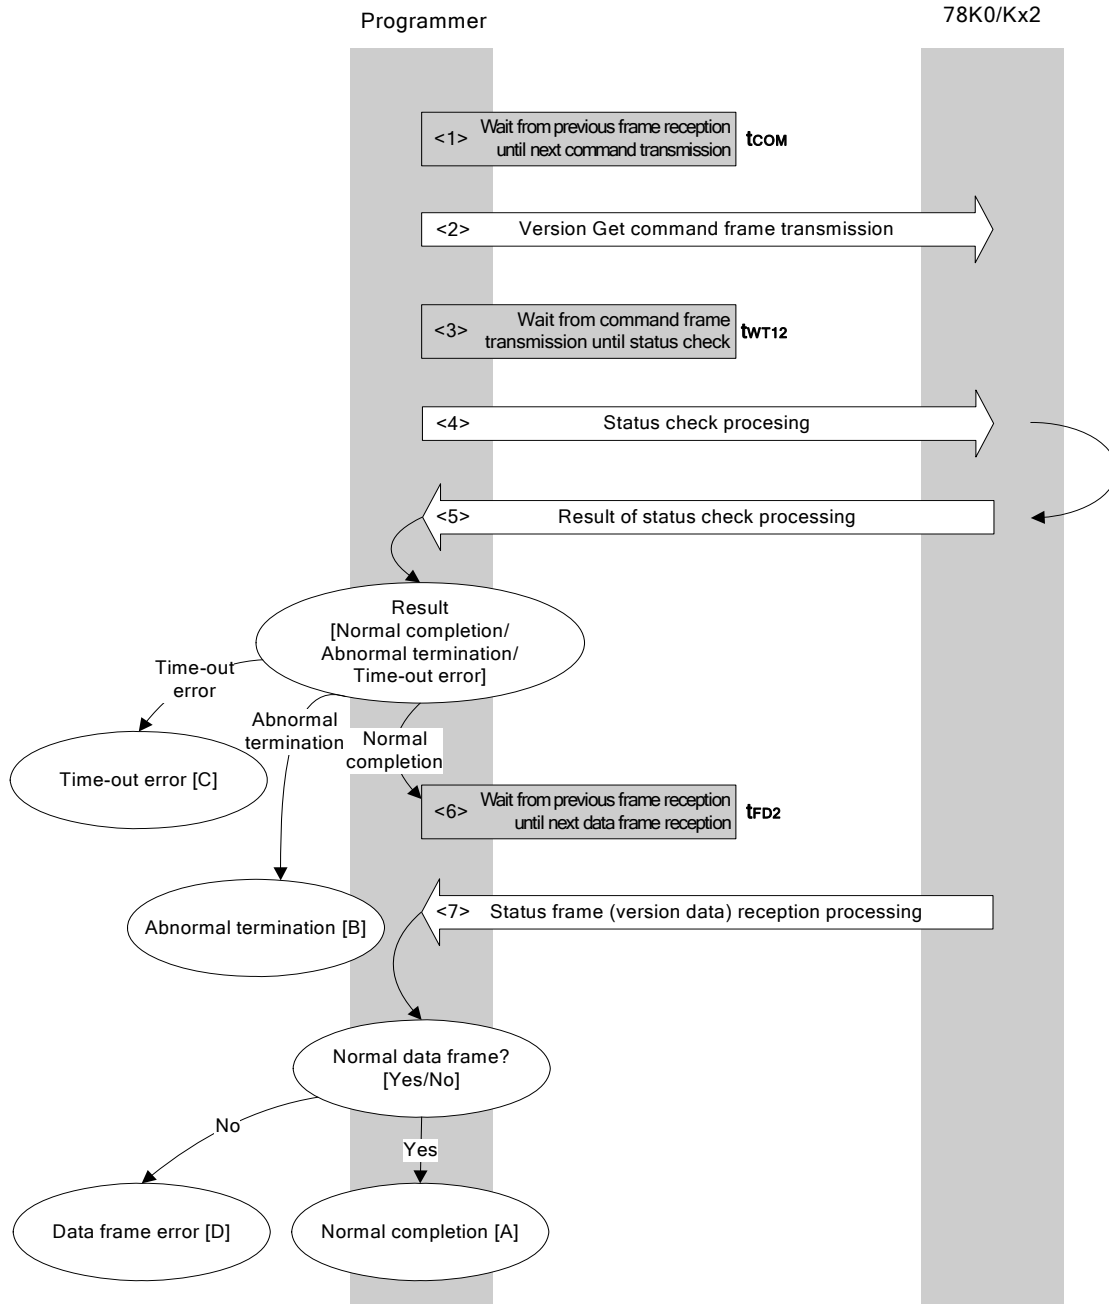 Programmer
78K0/Kx2
<1> Wait from previous frame reception
until next command transmission
tCOM
<2> Version Get command frame transmission
<3> Wait from command frame
transmission until status check
tWT12
<4> Status check procesing
<5> Result of status check processing
Result
[Normal completion/
Abnormal termination/
Time-out error]
Time-out
error
Abnormal
termination
Normal
completion
Time-out error [C]
<6> Wait from previous frame reception
until next data frame reception
tFD2
Abnormal termination [B]
<7> Status frame (version data) reception processing
Normal data frame?
[Yes/No]
No
Yes
Data frame error [D]
Normal completion [A]